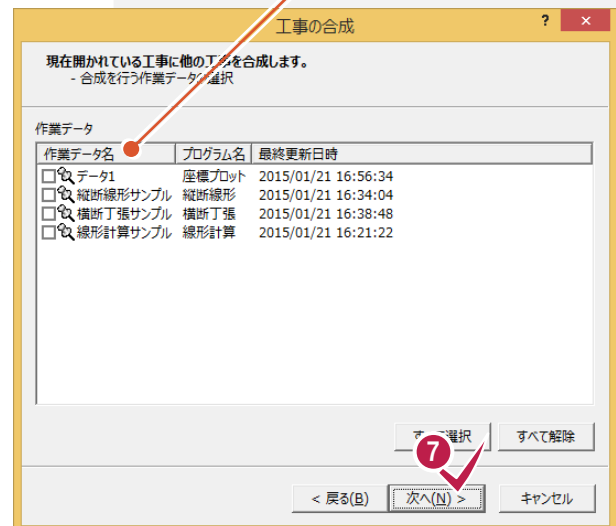 工事の合成
? ×
現在開かれている工事に他の工事を合成します。
- 合成を行う作業データの選択
作業データ
作業データ名 プログラム名 最終更新日時
データ1 座標プロット 2015/01/21 16:56:34
縦断線形サンプル 縦断線形 2015/01/21 16:34:04
横断丁張サンプル 横断丁張 2015/01/21 16:38:48
線形計算サンプル 線形計算 2015/01/21 16:21:22
すべて選択 すべて解除
7
< 戻る(B) 次へ(N) > キャンセル